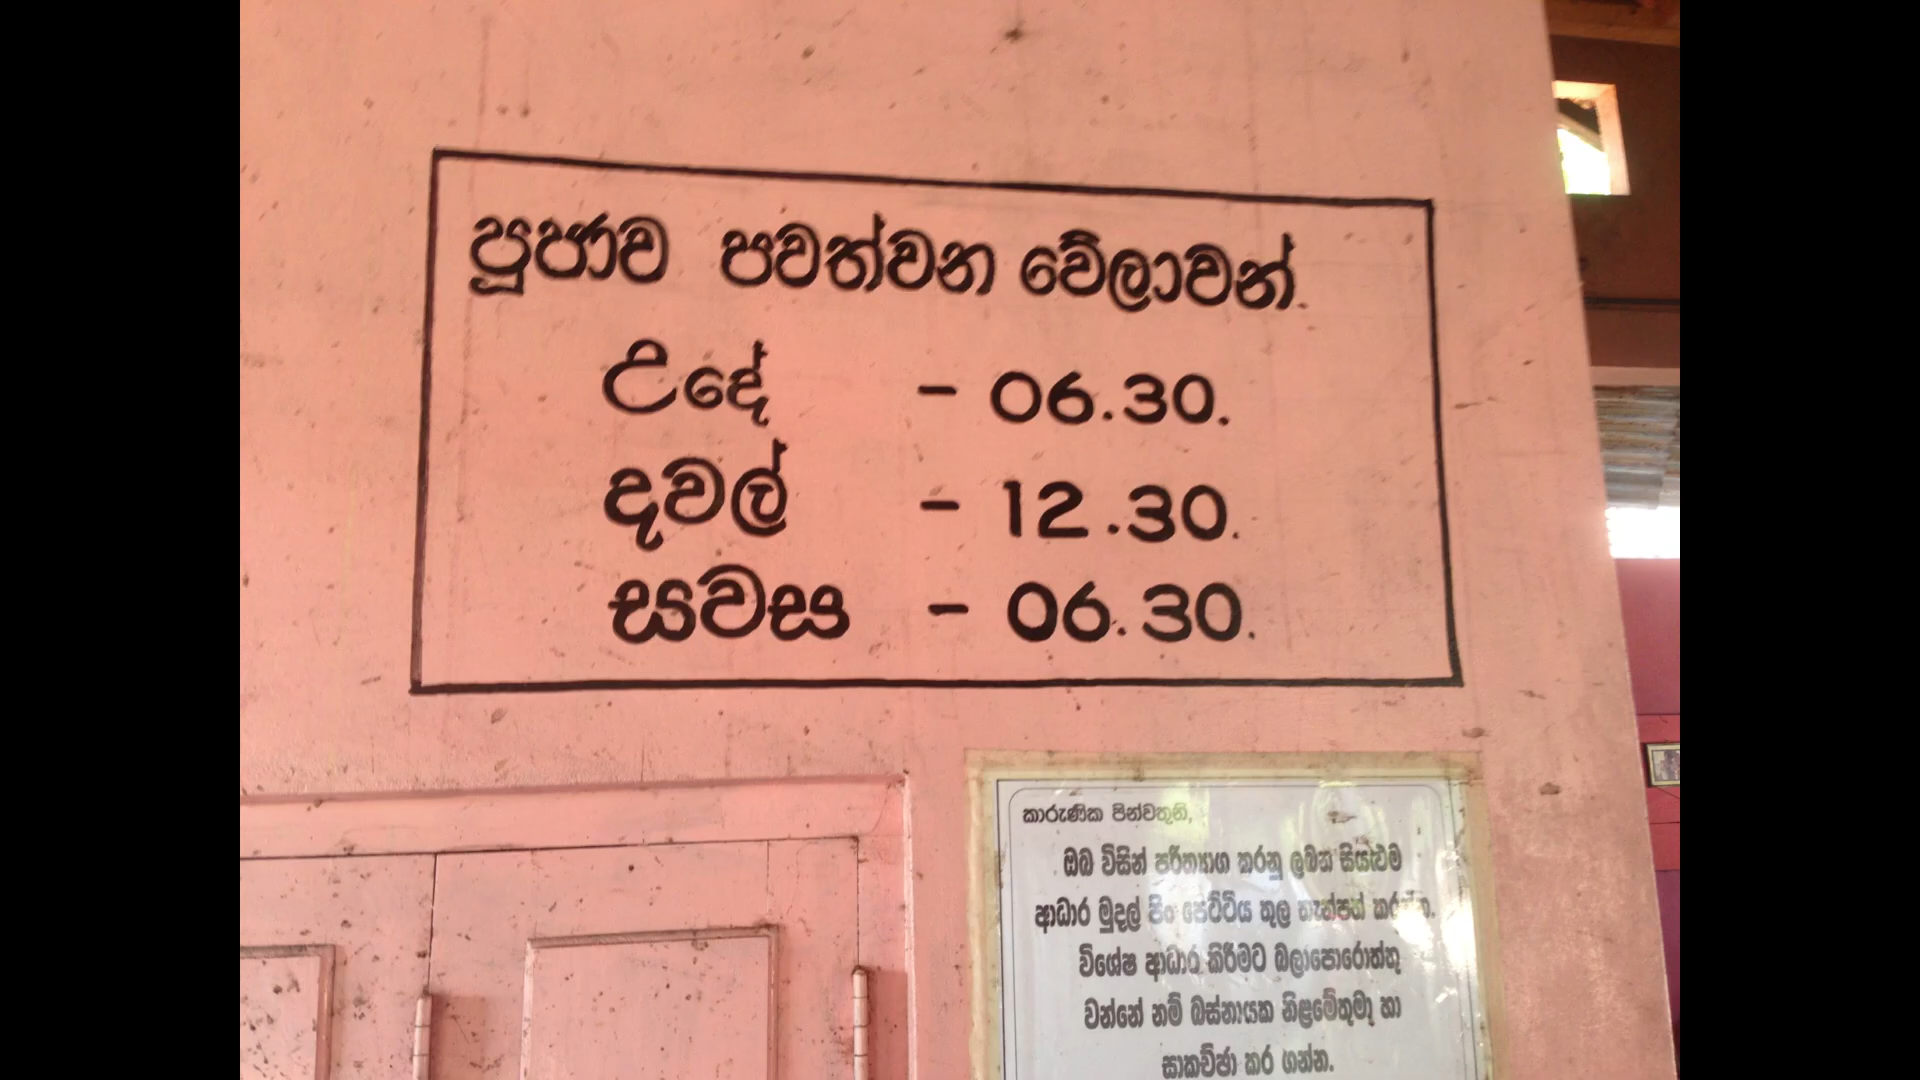 පූජාව පවත්වන වේලාවන්.
උදේ - 06.30.
දවල් - 12.30.
සවස - 06.30.
කාරුණික පින්වතුනි,
ඔබ විසින් පරිත්‍යාග කරනු ලබන සියළුම
ආධාර මුදල් පිං පෙට්ටිය තුල තැන්පත් කරන්න.
විශේෂ ආධාර කිරීමට බලාපොරොත්තු
වන්නේ නම් බස්නායක නිළමේතුමා හා
සාකච්ඡා කර ගන්න.